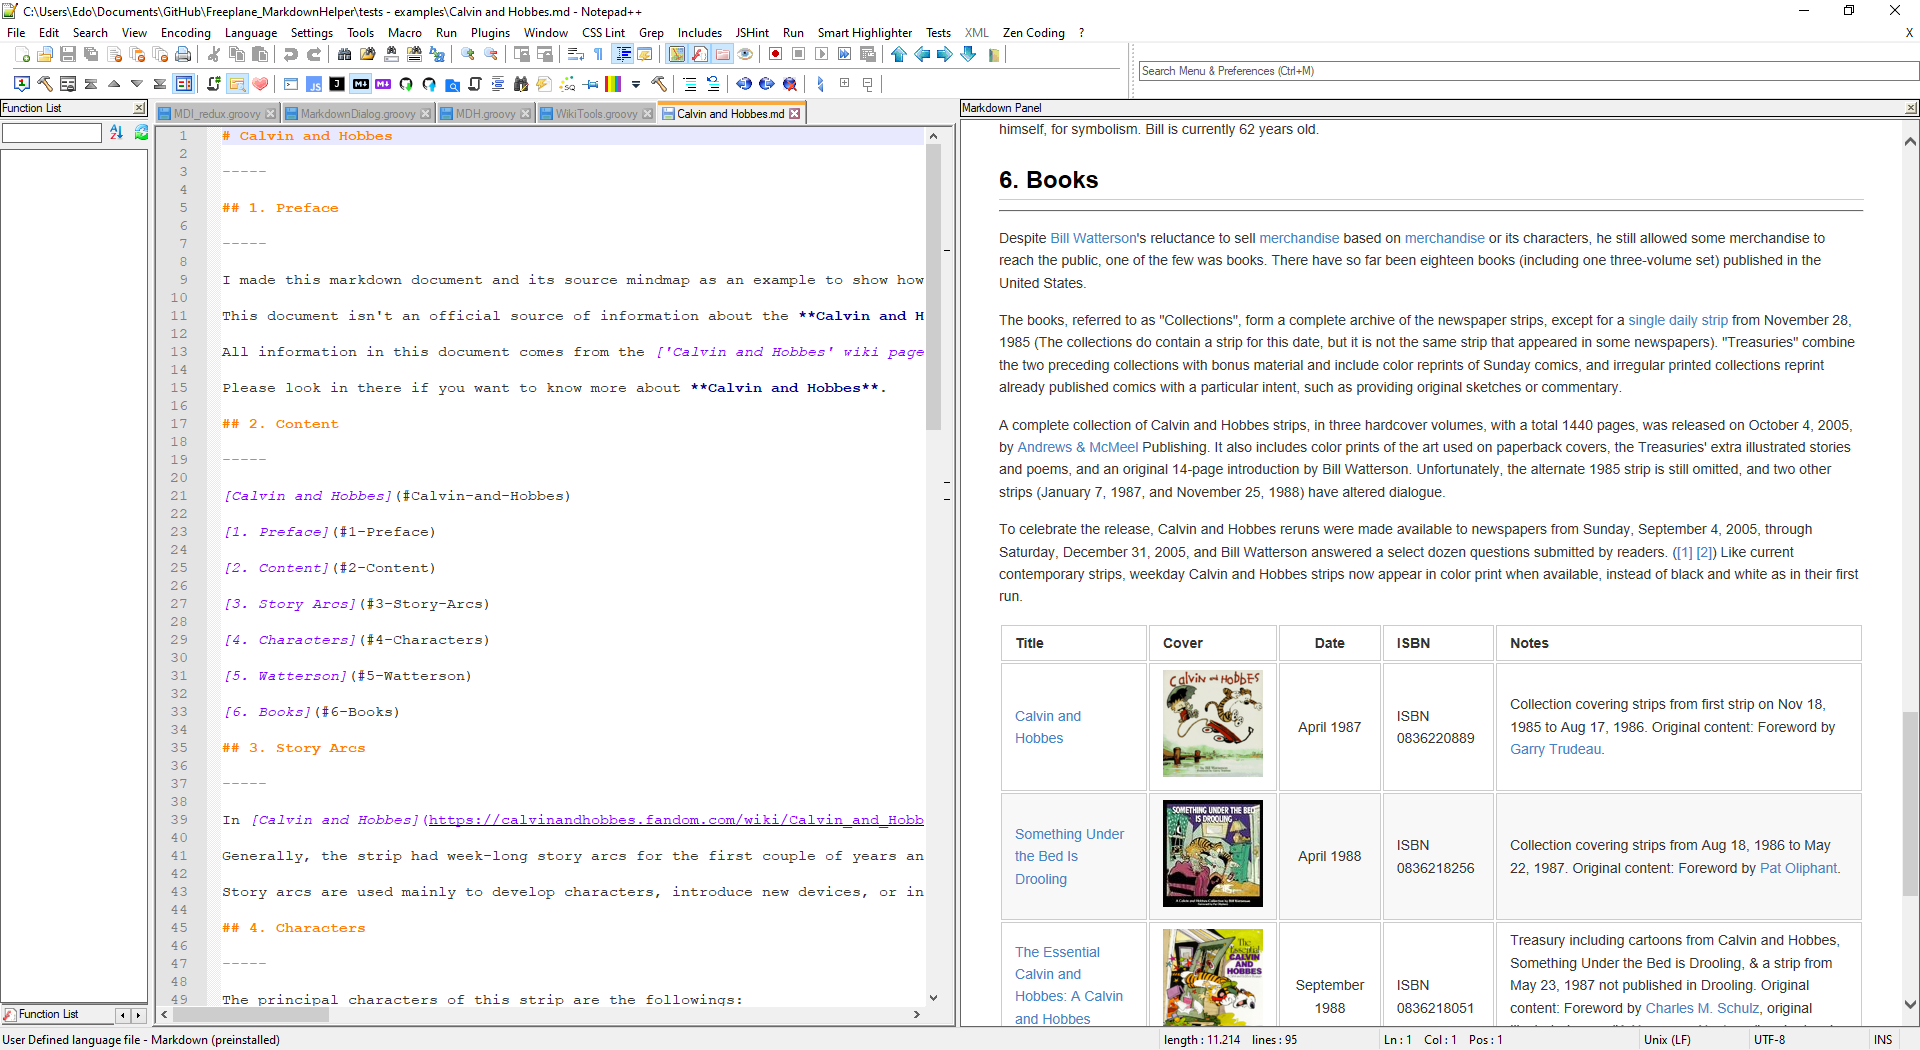 C:\Users\Edo\Documents\GitHub\Freeplane_MarkdownHelper\tests - examples\Calvin and Hobbes.md - Notepad++
File Edit Search View Encoding Language Settings Tools Macro Run Plugins Window CSS Lint Grep Includes JSHint Run Smart Highlighter Tests XML Zen Coding ? X
Search Menu & Preferences (Ctrl+M)
Function List
MDI_redux.groovy MarkdownDialog.groovy MDH.groovy WikiTools.groovy Calvin and Hobbes.md
1 # Calvin and Hobbes
2
3 -----
4
5 ## 1. Preface
6
7 -----
8
9 I made this markdown document and its source mindmap as an example to show how
10
11 This document isn't an official source of information about the **Calvin and H
12
13 All information in this document comes from the ['Calvin and Hobbes' wiki page
14
15 Please look in there if you want to know more about **Calvin and Hobbes**.
16
17 ## 2. Content
18
19 -----
20
21 [Calvin and Hobbes](#Calvin-and-Hobbes)
22
23 [1. Preface](#1-Preface)
24
25 [2. Content](#2-Content)
26
27 [3. Story Arcs](#3-Story-Arcs)
28
29 [4. Characters](#4-Characters)
30
31 [5. Watterson](#5-Watterson)
32
33 [6. Books](#6-Books)
34
35 ## 3. Story Arcs
36
37 -----
38
39 In [Calvin and Hobbes](https://calvinandhobbes.fandom.com/wiki/Calvin_and_Hobb
40
41 Generally, the strip had week-long story arcs for the first couple of years an
42
43 Story arcs are used mainly to develop characters, introduce new devices, or in
44
45 ## 4. Characters
46
47 -----
48
49 The principal characters of this strip are the followings:
Function List
Markdown Panel
himself, for symbolism. Bill is currently 62 years old.
6. Books
Despite Bill Watterson's reluctance to sell merchandise based on merchandise or its characters, he still allowed some merchandise to
reach the public, one of the few was books. There have so far been eighteen books (including one three-volume set) published in the
United States.
The books, referred to as "Collections", form a complete archive of the newspaper strips, except for a single daily strip from November 28,
1985 (The collections do contain a strip for this date, but it is not the same strip that appeared in some newspapers). "Treasuries" combine
the two preceding collections with bonus material and include color reprints of Sunday comics, and irregular printed collections reprint
already published comics with a particular intent, such as providing original sketches or commentary.
A complete collection of Calvin and Hobbes strips, in three hardcover volumes, with a total 1440 pages, was released on October 4, 2005,
by Andrews & McMeel Publishing. It also includes color prints of the art used on paperback covers, the Treasuries' extra illustrated stories
and poems, and an original 14-page introduction by Bill Watterson. Unfortunately, the alternate 1985 strip is still omitted, and two other
strips (January 7, 1987, and November 25, 1988) have altered dialogue.
To celebrate the release, Calvin and Hobbes reruns were made available to newspapers from Sunday, September 4, 2005, through
Saturday, December 31, 2005, and Bill Watterson answered a select dozen questions submitted by readers. ([1] [2]) Like current
contemporary strips, weekday Calvin and Hobbes strips now appear in color print when available, instead of black and white as in their first
run.
Title Cover Date ISBN Notes
Calvin and Hobbes
Calvin and
Hobbes
April 1987
ISBN
0836220889
Collection covering strips from first strip on Nov 18,
1985 to Aug 17, 1986. Original content: Foreword by
Garry Trudeau.
Something Under
the Bed Is
Drooling
SOMETHING UNDER THE BED
IS DROOLING
April 1988
ISBN
0836218256
Collection covering strips from Aug 18, 1986 to May
22, 1987. Original content: Foreword by Pat Oliphant.
The Essential
Calvin and
Hobbes: A Calvin
and Hobbes
The
Essential
CALVIN
AND
HOBBES
September
1988
ISBN
0836218051
Treasury including cartoons from Calvin and Hobbes,
Something Under the Bed is Drooling, & a strip from
May 23, 1987 not published in Drooling. Original
content: Foreword by Charles M. Schulz, original
User Defined language file - Markdown (preinstalled) length : 11.214 lines : 95 Ln : 1 Col : 1 Pos : 1 Unix (LF) UTF-8 INS